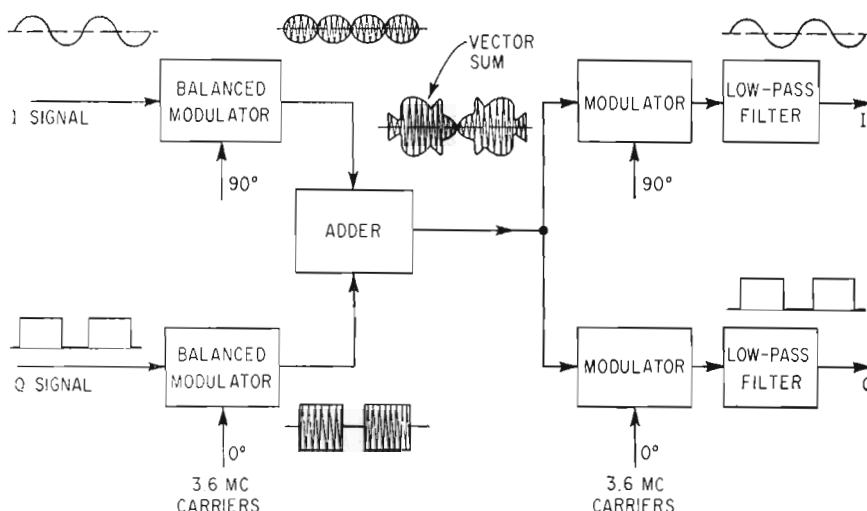 VECTOR
SUM
BALANCED
MODULATOR
I SIGNAL
90°
MODULATOR
90°
LOW-PASS
FILTER
I
ADDER
BALANCED
MODULATOR
Q SIGNAL
0°
3.6 MC
CARRIERS
MODULATOR
0°
3.6 MC
CARRIERS
LOW-PASS
FILTER
Q